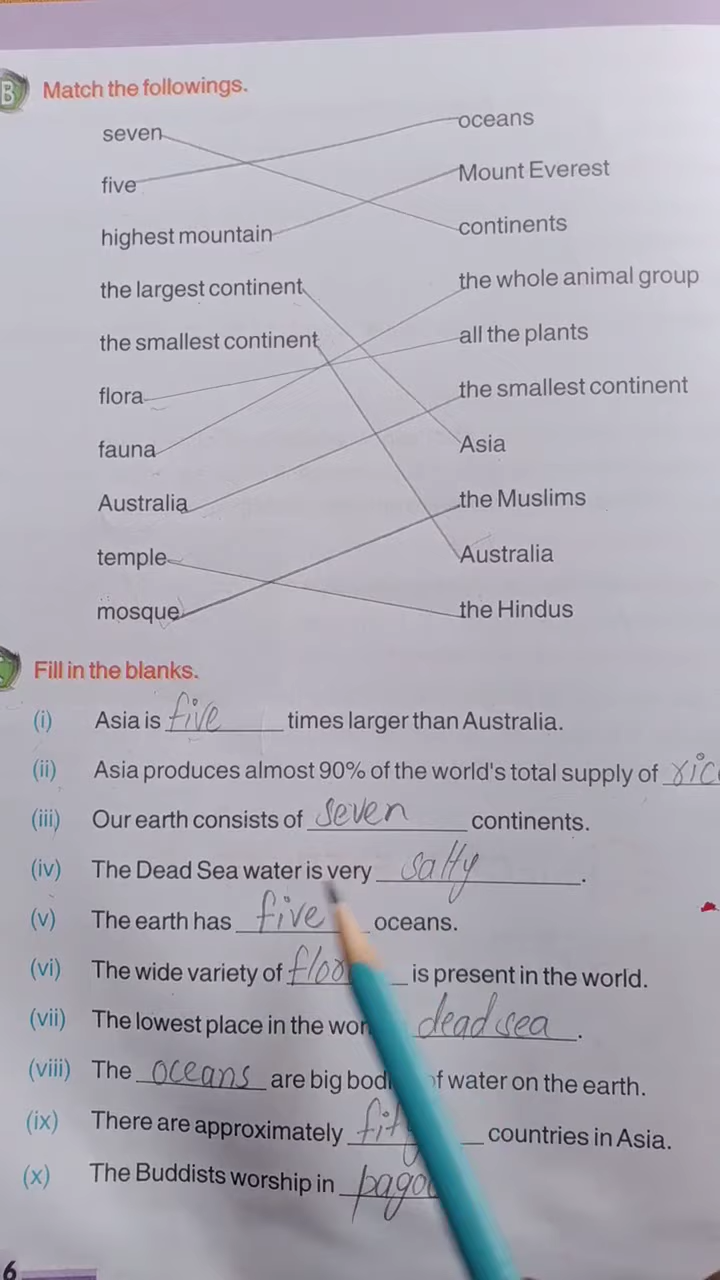 B Match the followings.
seven oceans
five Mount Everest
highest mountain continents
the largest continent the whole animal group
the smallest continent all the plants
flora the smallest continent
fauna Asia
Australia the Muslims
temple Australia
mosque the Hindus
Fill in the blanks.
(i) Asia is five times larger than Australia.
(ii) Asia produces almost 90% of the world's total supply of
(iii) Our earth consists of seven continents.
(iv) The Dead Sea water is very salty.
(v) The earth has five oceans.
(vi) The wide variety of is present in the world.
(vii) The lowest place in the dead sea.
(viii) The oceans are big of water on the earth.
(ix) There are approximately countries in Asia.
(x) The Buddists worship in
6